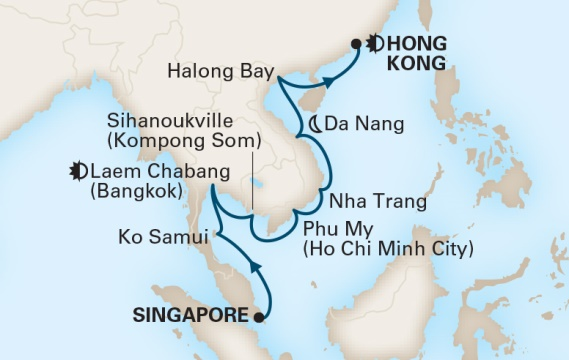 HONG
KONG
Halong Bay
Sihanoukville
(Kompong Som)
Da Nang
Laem Chabang
(Bangkok)
Nha Trang
Ko Samui
Phu My
(Ho Chi Minh City)
SINGAPORE